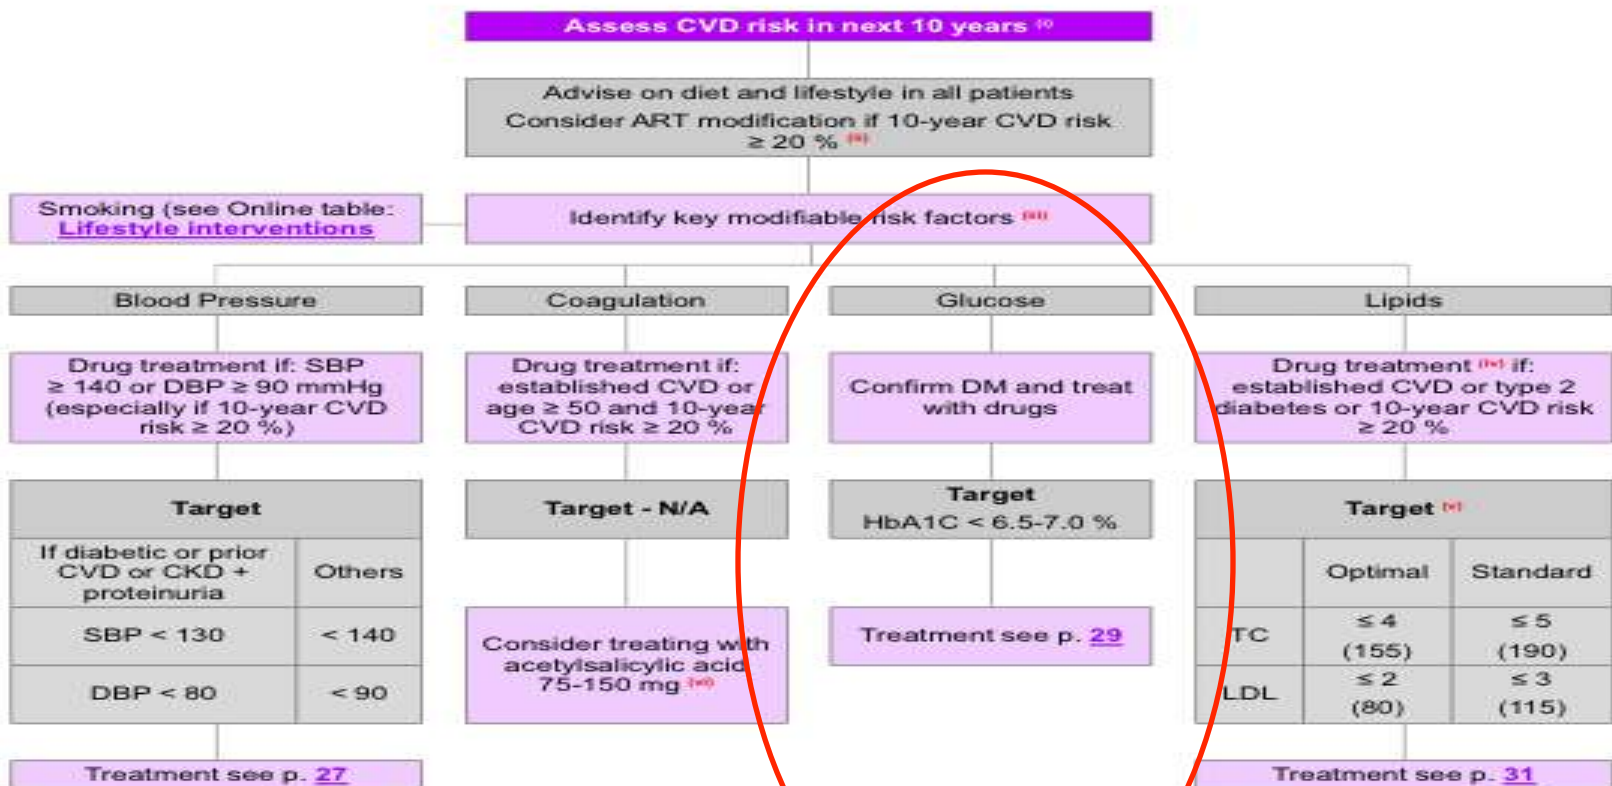 Assess CVD risk in next 10 years (i)
Advise on diet and lifestyle in all patients
Consider ART modification if 10-year CVD risk
≥ 20 % (ii)
Smoking (see Online table:
Lifestyle interventions
Identify key modifiable risk factors (iii)
Blood Pressure
Coagulation
Glucose
Lipids
Drug treatment if: SBP
≥ 140 or DBP ≥ 90 mmHg
(especially if 10-year CVD
risk ≥ 20 %)
Drug treatment if:
established CVD or
age ≥ 50 and 10-year
CVD risk ≥ 20 %
Confirm DM and treat
with drugs
Drug treatment (iv) if:
established CVD or type 2
diabetes or 10-year CVD risk
≥ 20 %
Target
If diabetic or prior
CVD or CKD +
proteinuria
Others
SBP < 130
< 140
DBP < 80
< 90
Target - N/A
Consider treating with
acetylsalicylic acid
75-150 mg (vi)
Target
HbA1C < 6.5-7.0 %
Treatment see p. 29
Target (v)
Optimal
Standard
TC
≤ 4
(155)
≤ 5
(190)
LDL
≤ 2
(80)
≤ 3
(115)
Treatment see p. 27
Treatment see p. 31